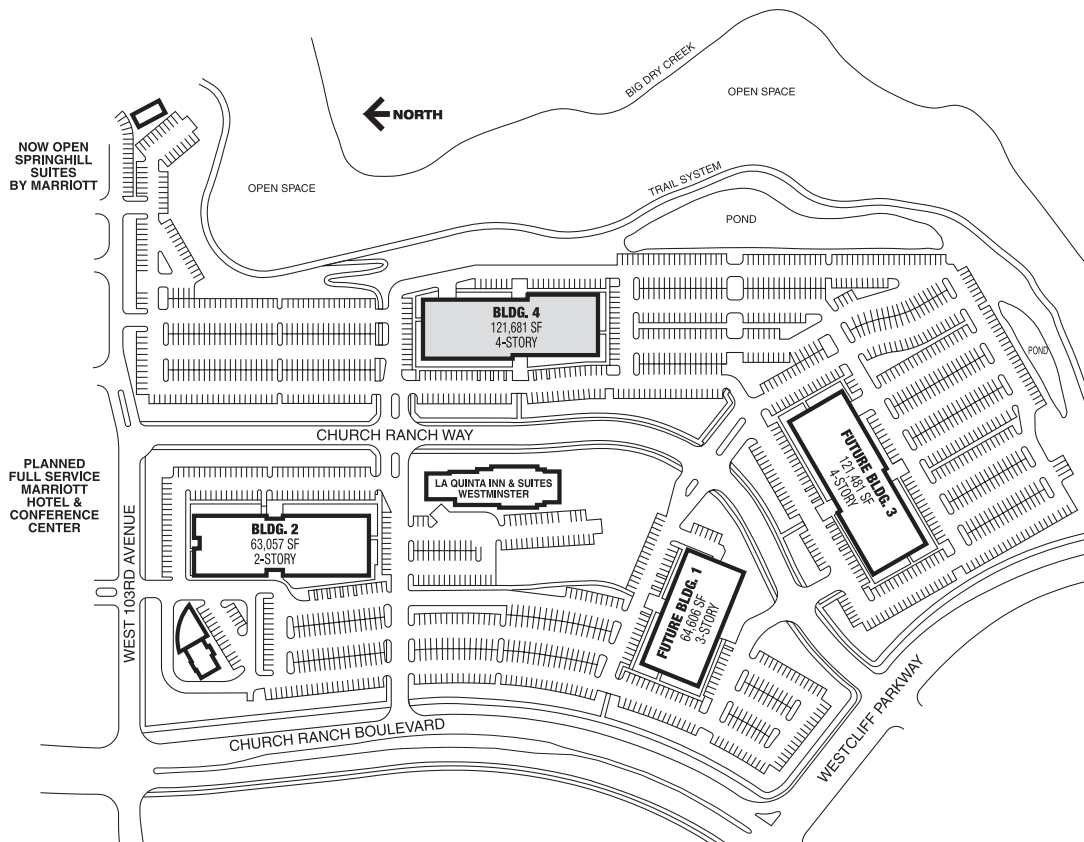 BIG DRY CREEK
OPEN SPACE
NORTH
NOW OPEN
SPRINGHILL
SUITES
BY MARRIOTT
OPEN SPACE
TRAIL SYSTEM
POND
BLDG. 4
121,681 SF
4-STORY
POND
CHURCH RANCH WAY
FUTURE BLDG. 3
121,481 SF
4-STORY
PLANNED
FULL SERVICE
MARRIOTT
HOTEL &
CONFERENCE
CENTER
LA QUINTA INN & SUITES
WESTMINSTER
BLDG. 2
63,057 SF
2-STORY
WEST 103RD AVENUE
FUTURE BLDG. 1
64,606 SF
3-STORY
CHURCH RANCH BOULEVARD
WESTCLIFF PARKWAY